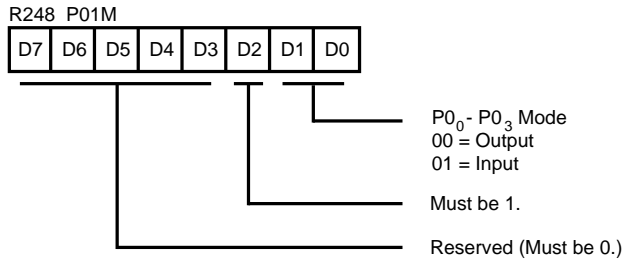 R248 P01M
D7 D6 D5 D4 D3 D2 D1 D0
P0₀ - P0₃ Mode
00 = Output
01 = Input
Must be 1.
Reserved (Must be 0.)